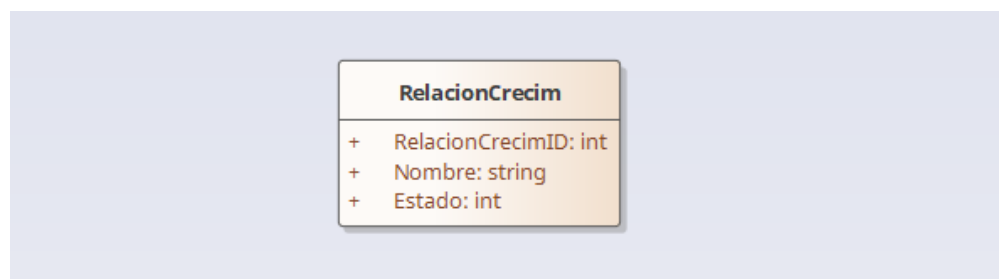 RelacionCrecim
+ RelacionCrecimID: int
+ Nombre: string
+ Estado: int